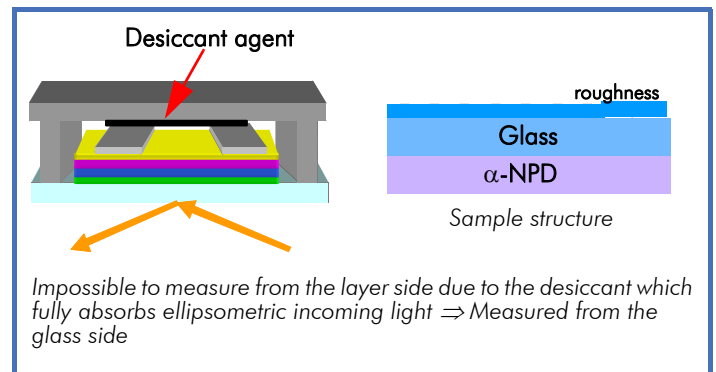 Desiccant agent
roughness
Glass
α-NPD
Sample structure
Impossible to measure from the layer side due to the desiccant which
fully absorbs ellipsometric incoming light ⇒ Measured from the
glass side